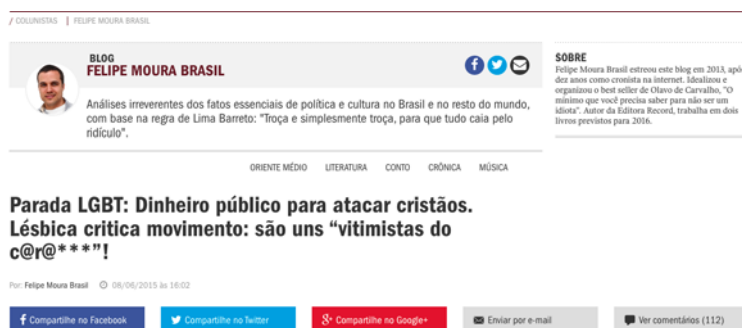 / COLUNISTAS | FELIPE MOURA BRASIL
BLOG
FELIPE MOURA BRASIL
Análises irreverentes dos fatos essenciais de política e cultura no Brasil e no resto do mundo,
com base na regra de Lima Barreto: "Troça e simplesmente troça, para que tudo caia pelo
ridículo".
SOBRE
Felipe Moura Brasil estreou este blog em 2013, apó
dez anos como cronista na internet. Idealizou e
organizou o best seller de Olavo de Carvalho, "O
mínimo que você precisa saber para não ser um
idiota". Autor da Editora Record, trabalha em dois
livros previstos para 2016.
ORIENTE MÉDIO LITERATURA CONTO CRÔNICA MÚSICA
Parada LGBT: Dinheiro público para atacar cristãos.
Lésbica critica movimento: são uns “vitimistas do
c@r@***”!
Por: Felipe Moura Brasil 08/06/2015 às 16:02
Compartilhe no Facebook
Compartilhe no Twitter
Compartilhe no Google+
Enviar por e-mail
Ver comentários (112)